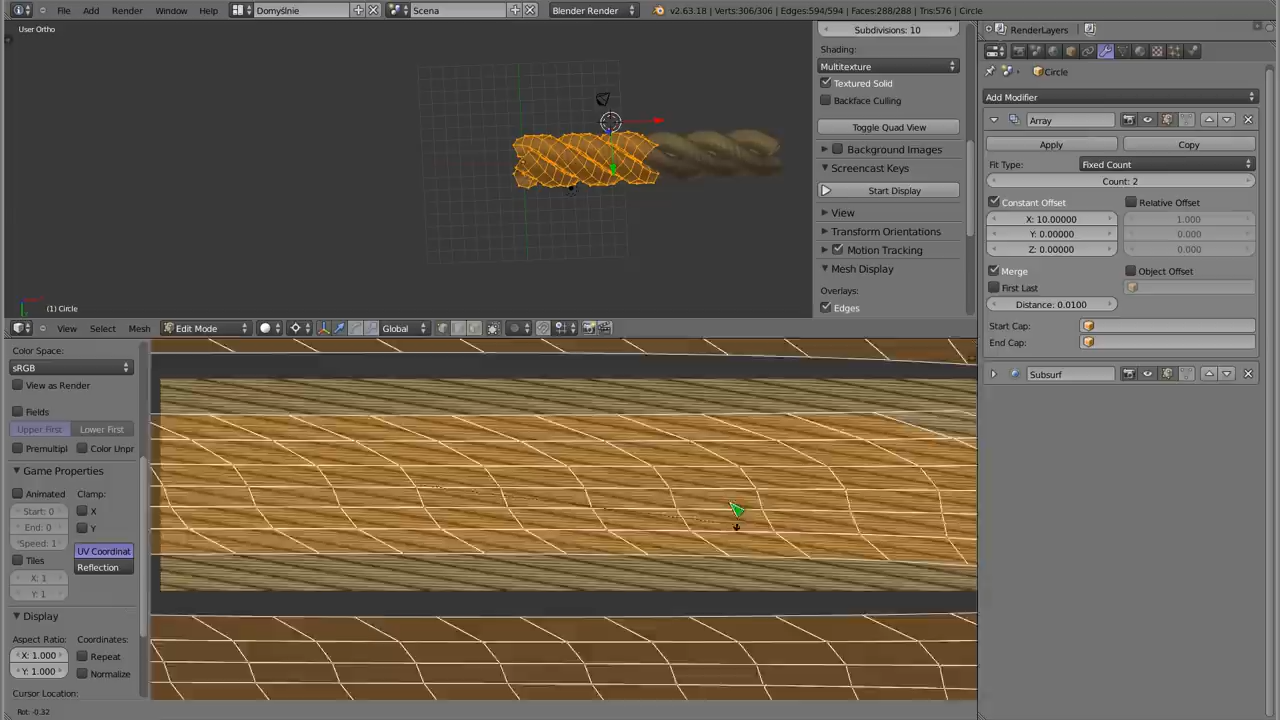 File Add Render Window Help Domyślnie Scena Blender Render v2.63.18 | Verts:306/306 | Edges:594/594 | Faces:288/288 | Tris:576 | Circle
User Ortho
(1) Circle
View Select Mesh Edit Mode Global
Subdivisions: 10
Shading:
Multitexture
Textured Solid
Backface Culling
Toggle Quad View
Background Images
Screencast Keys
Start Display
View
Transform Orientations
Motion Tracking
Mesh Display
Overlays:
Edges
RenderLayers
Circle
Add Modifier
Array
Apply Copy
Fit Type: Fixed Count
Count: 2
Constant Offset Relative Offset
X: 10.00000 1.000
Y: 0.00000 0.000
Z: 0.00000 0.000
Merge Object Offset
First Last
Distance: 0.0100
Start Cap:
End Cap:
Subsurf
Color Space:
sRGB
View as Render
Fields
Upper First Lower First
Premultipl Color Unpr
Game Properties
Animated Clamp:
Start: 0 X
End: 0 Y
Speed: 1
Tiles UV Coordinat
X: 1 Reflection
Y: 1
Display
Aspect Ratio: Coordinates:
X: 1.000 Repeat
Y: 1.000 Normalize
Cursor Location:
Rot: -0.32